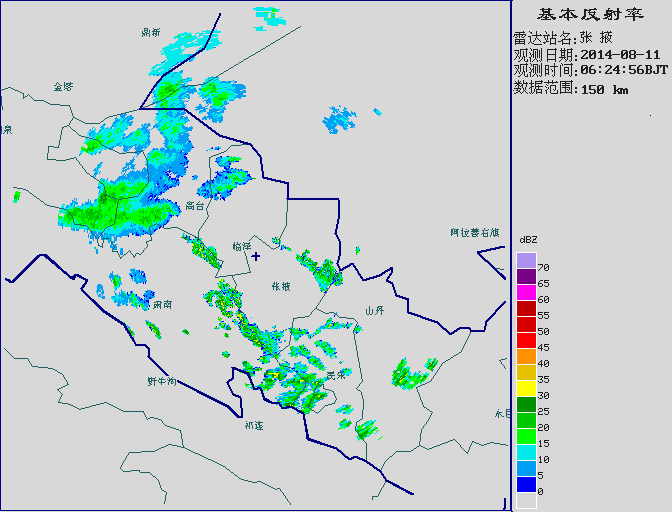 基本反射率
雷达站名:张 掖
观测日期:2014-08-11
观测时间:06:24:56BJT
数据范围:150 km
鼎新
金塔
泉
高台
临泽
阿拉善右旗
张掖
肃南
山丹
民乐
野牛沟
祁连
永昌
dBZ
70
65
60
55
50
45
40
35
30
25
20
15
10
5
0